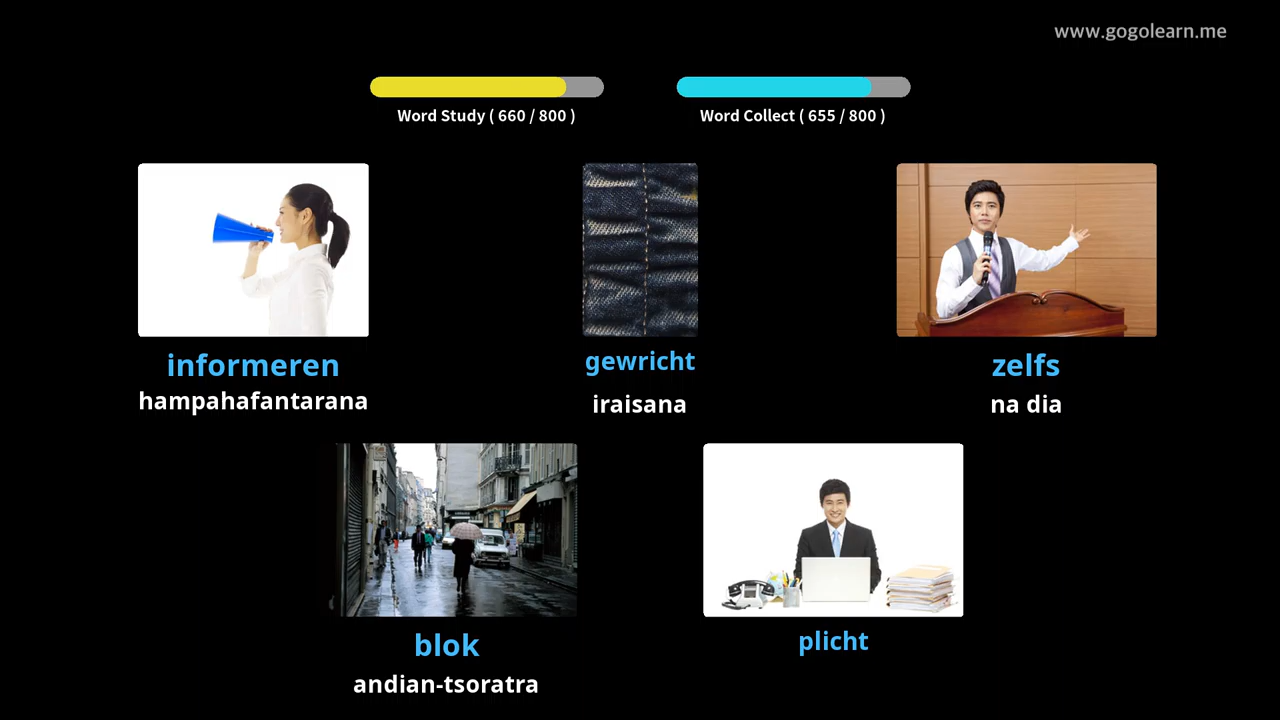 www.gogolearn.me
Word Study ( 660 / 800 )
Word Collect ( 655 / 800 )
informeren
hampahafantarana
gewricht
iraisana
zelfs
na dia
blok
andian-tsoratra
plicht